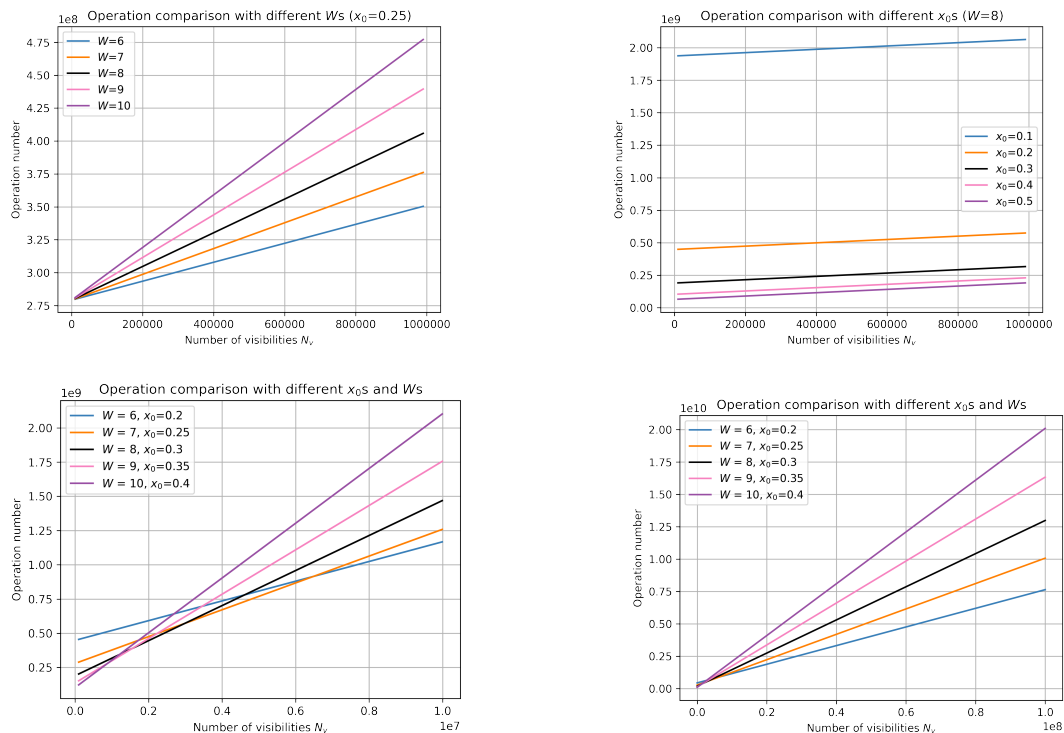 Operation comparison with different Ws (x₀=0.25)
1e8
4.75
4.50
4.25
4.00
3.75
3.50
3.25
3.00
2.75
Operation number
W=6
W=7
W=8
W=9
W=10
0 200000 400000 600000 800000 1000000
Number of visibilities Nᵥ
Operation comparison with different x₀s (W=8)
1e9
2.00
1.75
1.50
1.25
1.00
0.75
0.50
0.25
0.00
Operation number
x₀=0.1
x₀=0.2
x₀=0.3
x₀=0.4
x₀=0.5
0 200000 400000 600000 800000 1000000
Number of visibilities Nᵥ
Operation comparison with different x₀s and Ws
1e9
2.00
1.75
1.50
1.25
1.00
0.75
0.50
0.25
Operation number
W = 6, x₀=0.2
W = 7, x₀=0.25
W = 8, x₀=0.3
W = 9, x₀=0.35
W = 10, x₀=0.4
0.0 0.2 0.4 0.6 0.8 1.0
1e7
Number of visibilities Nᵥ
Operation comparison with different x₀s and Ws
1e10
2.00
1.75
1.50
1.25
1.00
0.75
0.50
0.25
0.00
Operation number
W = 6, x₀=0.2
W = 7, x₀=0.25
W = 8, x₀=0.3
W = 9, x₀=0.35
W = 10, x₀=0.4
0.0 0.2 0.4 0.6 0.8 1.0
1e8
Number of visibilities Nᵥ